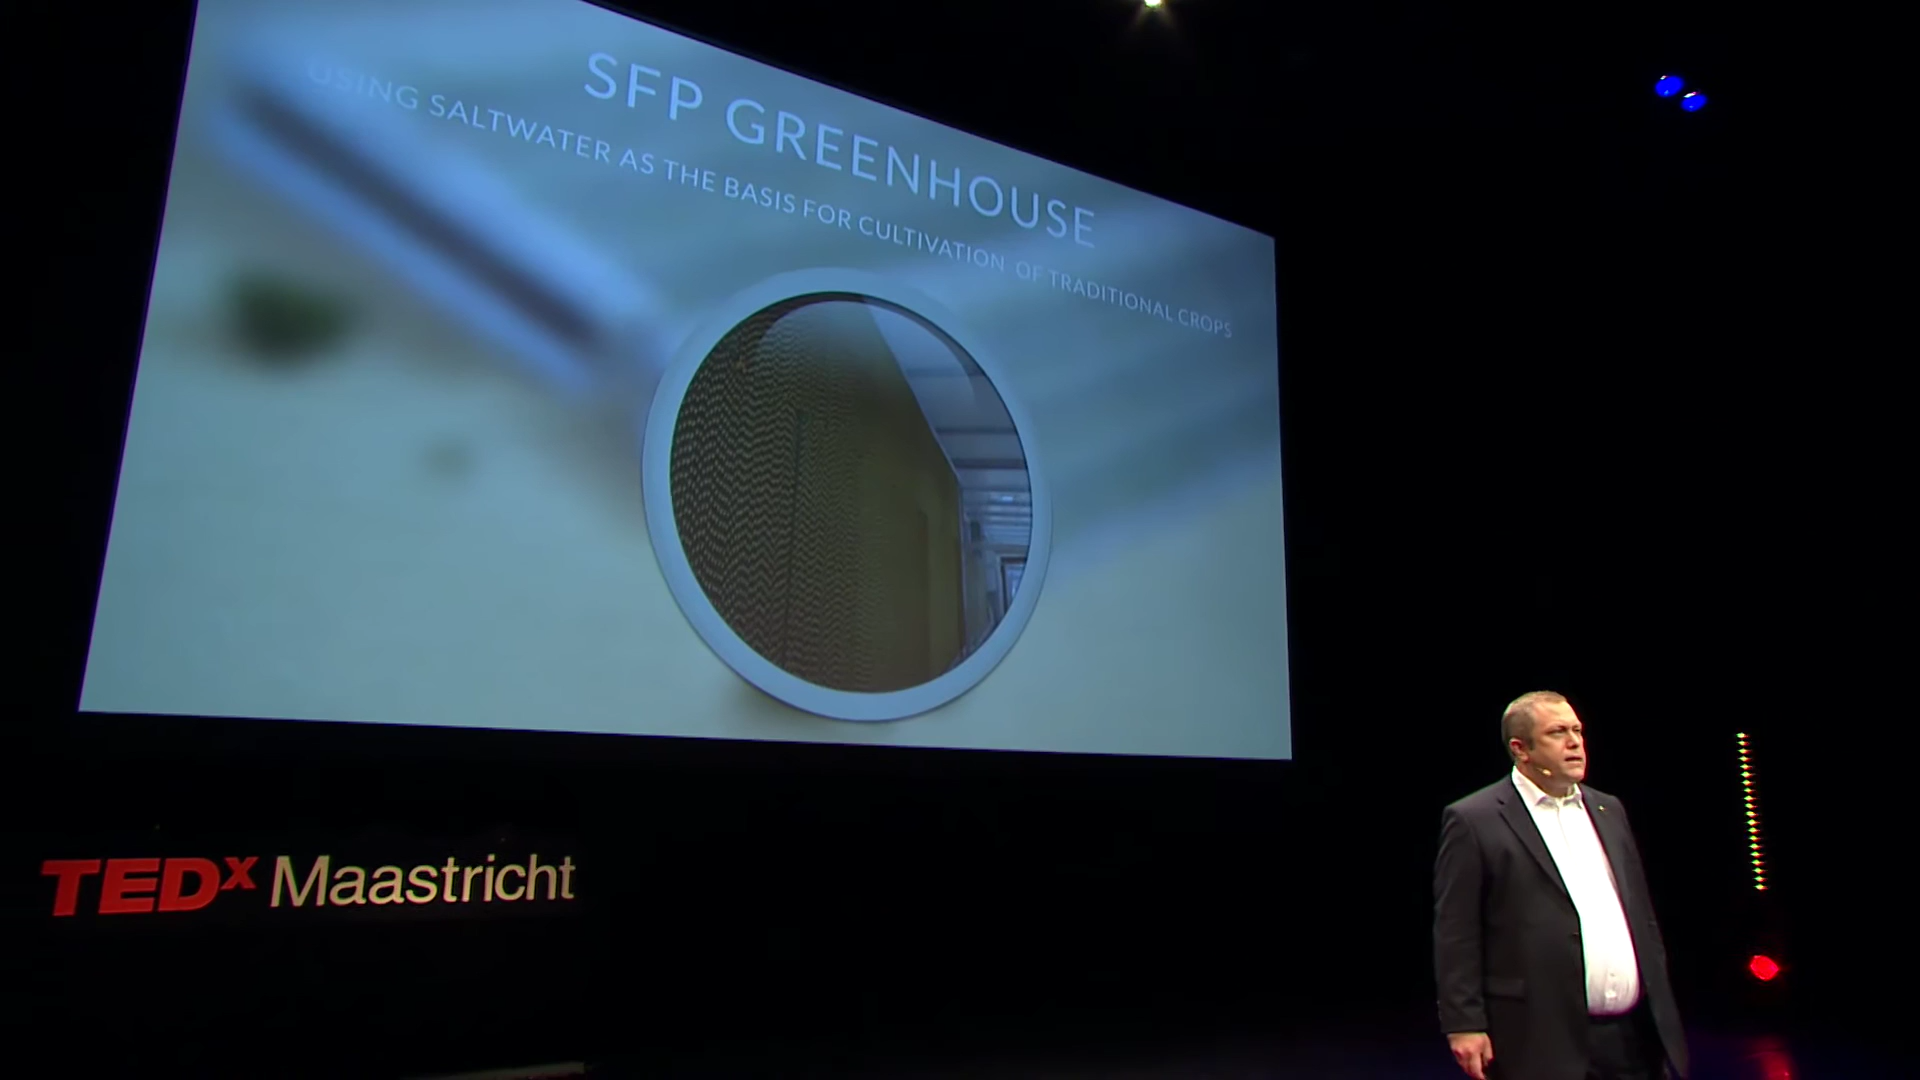 SFP GREENHOUSE
USING SALTWATER AS THE BASIS FOR CULTIVATION OF TRADITIONAL CROPS
TEDx Maastricht